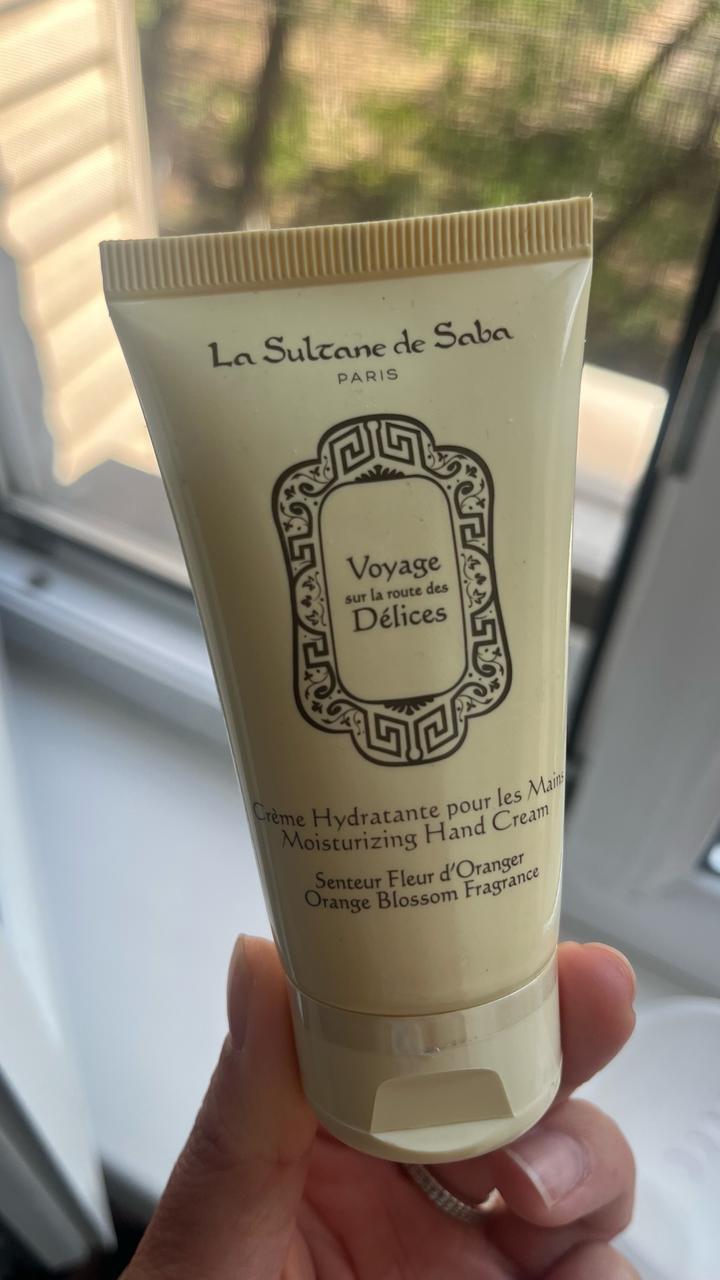 La Sultane de Saba
PARIS
Voyage
sur la route des
Délices
Crème Hydratante pour les Mains
Moisturizing Hand Cream
Senteur Fleur d'Oranger
Orange Blossom Fragrance